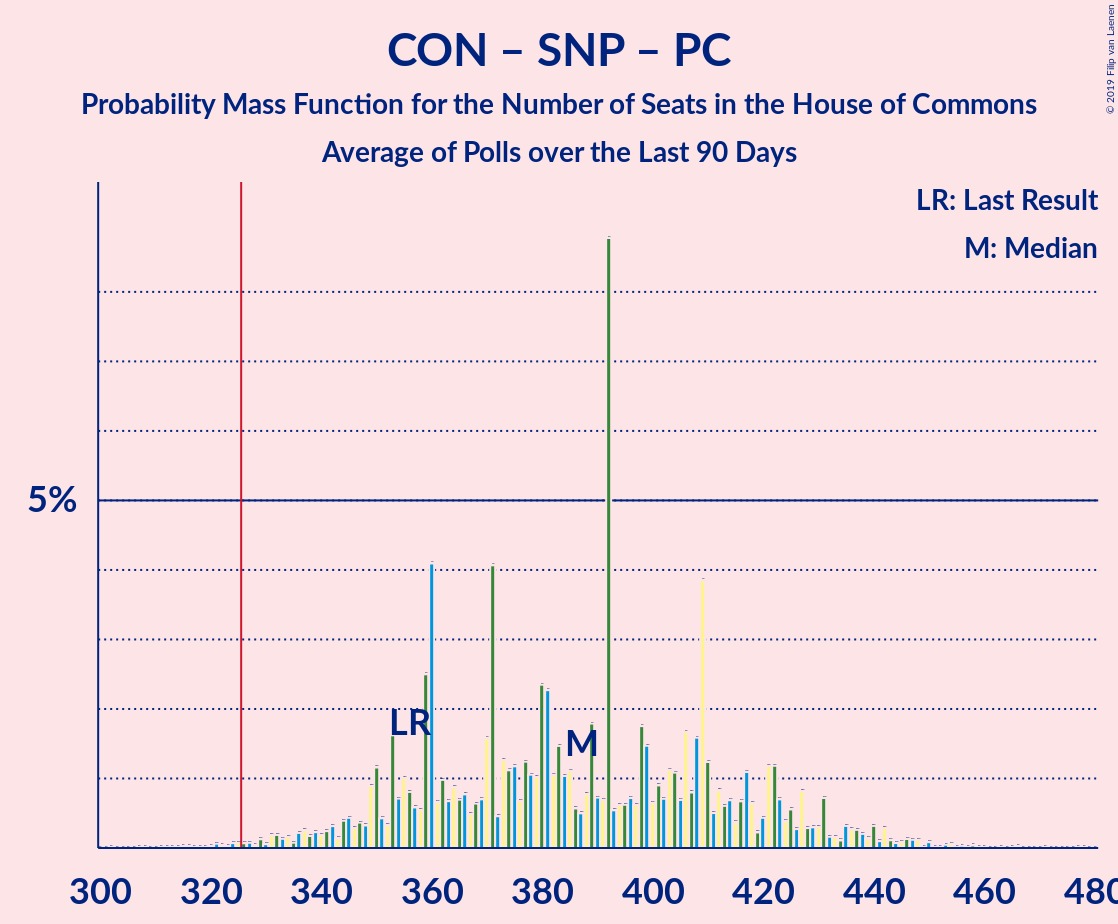 CON – SNP – PC
Probability Mass Function for the Number of Seats in the House of Commons
Average of Polls over the Last 90 Days
© 2019 Filip van Laenen
LR: Last Result
M: Median
5%
LR
M
300 320 340 360 380 400 420 440 460 480